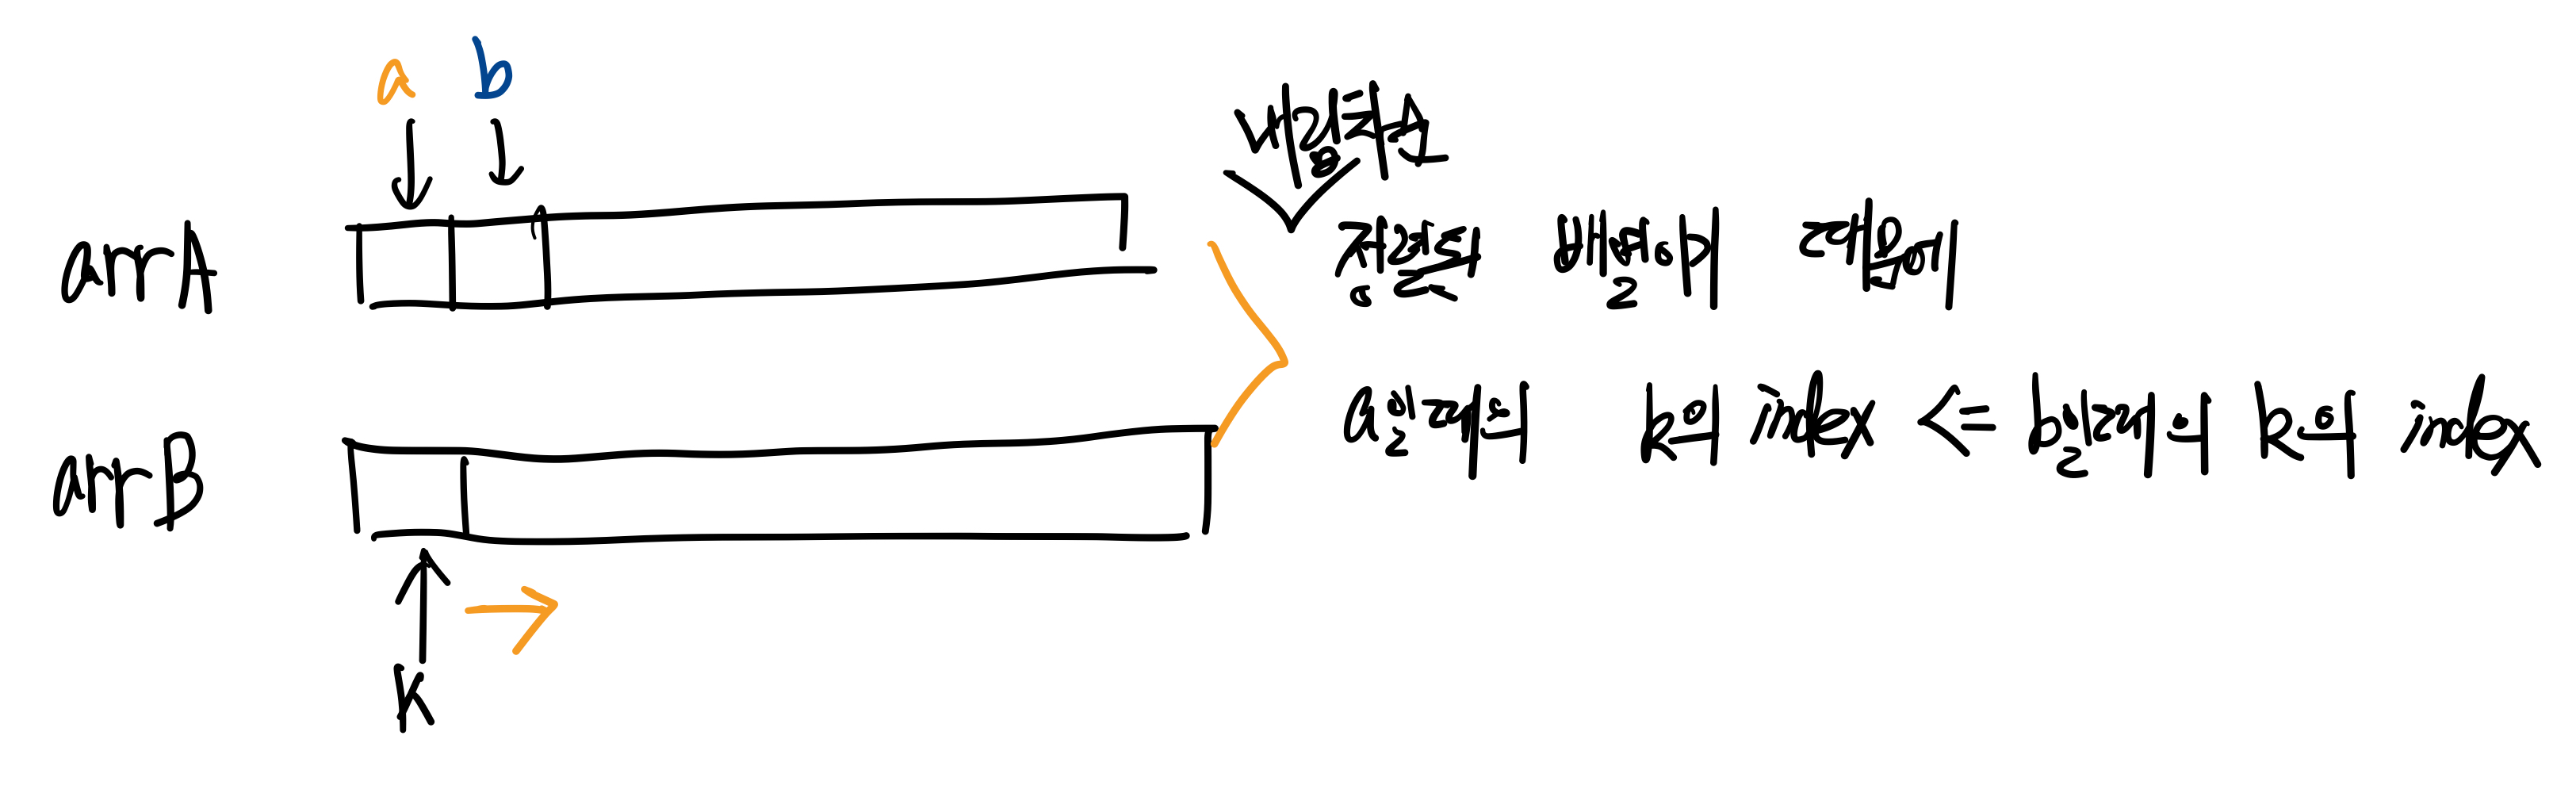 a b
내림차순
arrA
정렬된 배열이기 때문에
a일때의 k의 index <= b일때의 k의 index
arrB
K